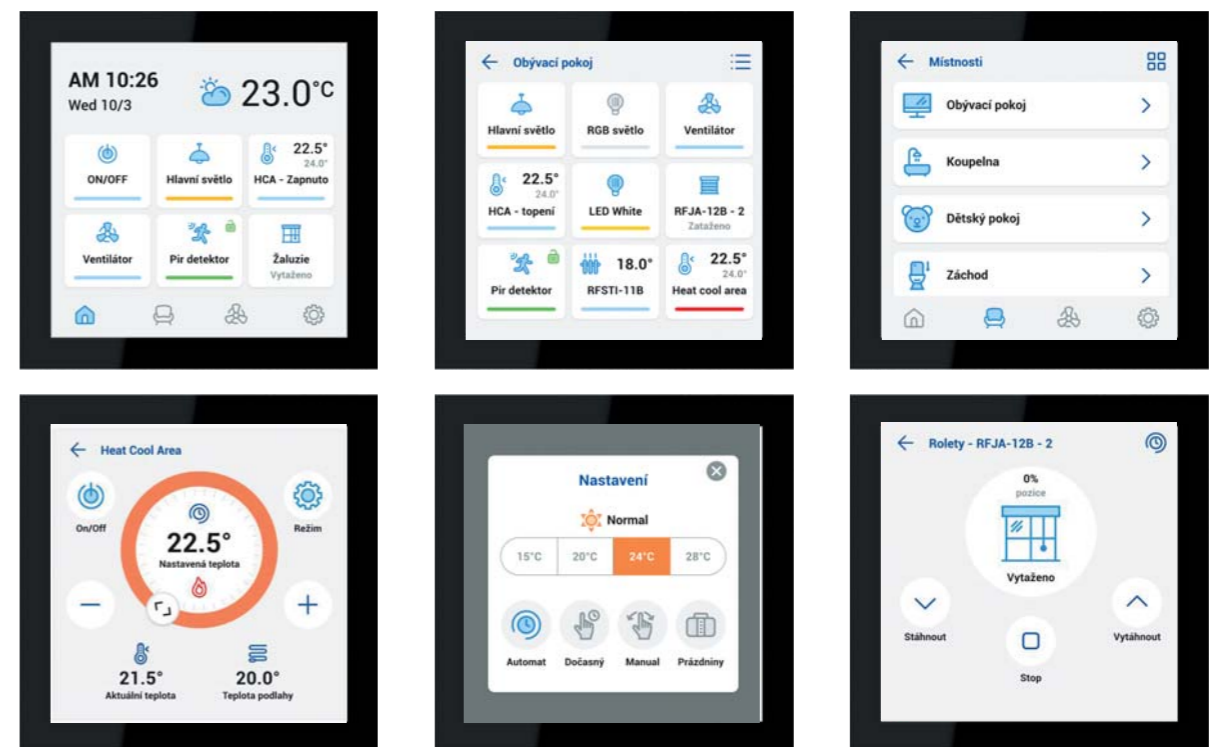 AM 10:26
Wed 10/3
23.0°C
ON/OFF
Hlavní světlo
22.5°
24.0°
HCA - Zapnuto
Ventilátor
Pir detektor
Žaluzie
Vytaženo
Obývací pokoj
Hlavní světlo
RGB světlo
Ventilátor
22.5°
24.0°
HCA - topení
LED White
RFJA-12B - 2
Zataženo
Pir detektor
18.0°
RFSTI-11B
22.5°
24.0°
Heat cool area
Místnosti
Obývací pokoj
Koupelna
Dětský pokoj
Záchod
Heat Cool Area
On/Off
Režim
22.5°
Nastavená teplota
21.5°
Aktuální teplota
20.0°
Teplota podlahy
Nastavení
Normal
15°C 20°C 24°C 28°C
Automat Dočasný Manual Prázdniny
Rolety - RFJA-12B - 2
0%
pozice
Vytaženo
Stáhnout
Vytáhnout
Stop